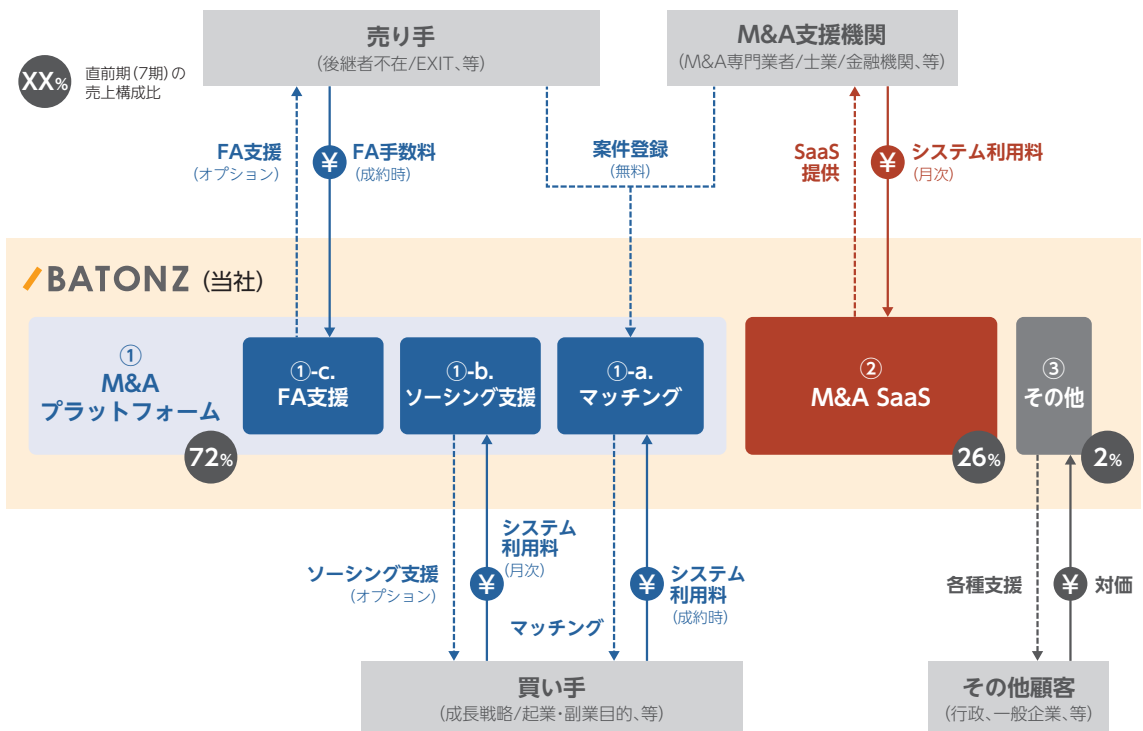 売り手
(後継者不在/EXIT、等)
M&A支援機関
(M&A専門業者/士業/金融機関、等)
XX%
直前期(7期)の
売上構成比
FA支援
(オプション)
¥
FA手数料
(成約時)
案件登録
(無料)
SaaS
提供
¥
システム利用料
(月次)
BATONZ (当社)
①
M&A
プラットフォーム
72%
①-c.
FA支援
①-b.
ソーシング支援
①-a.
マッチング
②
M&A SaaS
26%
③
その他
2%
ソーシング支援
(オプション)
システム
利用料
(月次)
¥
マッチング
¥
システム
利用料
(成約時)
各種支援
¥
対価
買い手
(成長戦略/起業・副業目的、等)
その他顧客
(行政、一般企業、等)